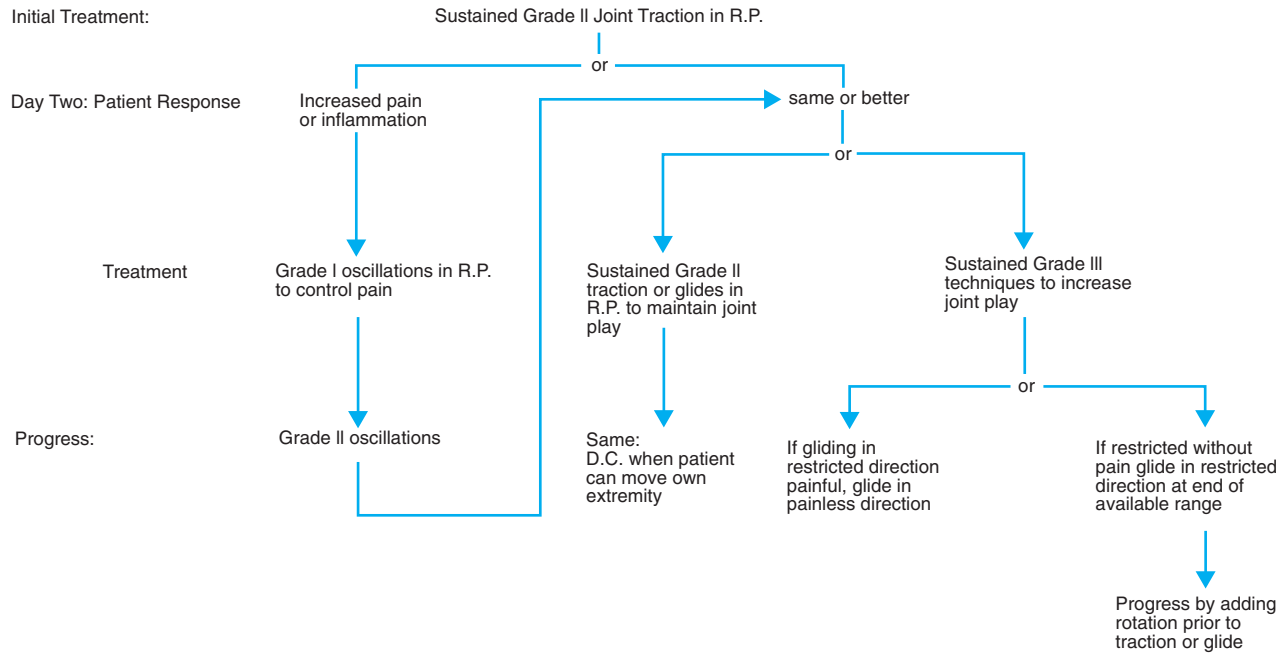 Initial Treatment:
Sustained Grade II Joint Traction in R.P.
or
Day Two: Patient Response
Increased pain
or inflammation
same or better
or
Treatment
Grade I oscillations in R.P.
to control pain
Sustained Grade II
traction or glides in
R.P. to maintain joint
play
Sustained Grade III
techniques to increase
joint play
or
Progress:
Grade II oscillations
Same:
D.C. when patient
can move own
extremity
If gliding in
restricted direction
painful, glide in
painless direction
If restricted without
pain glide in restricted
direction at end of
available range
Progress by adding
rotation prior to
traction or glide